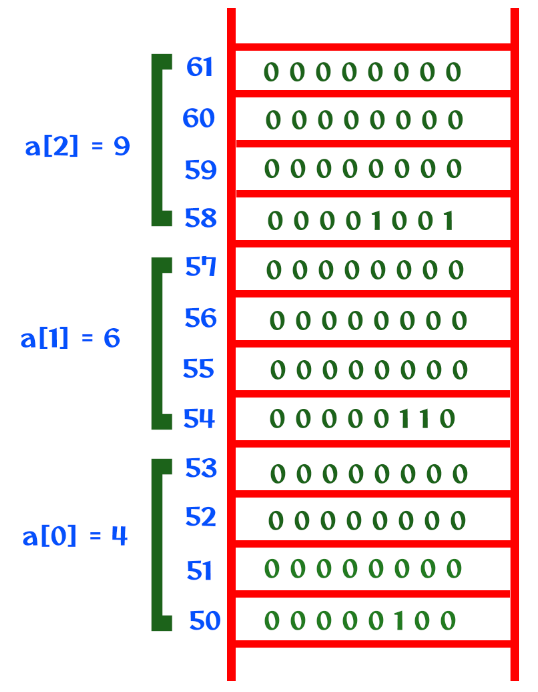 61 0 0 0 0 0 0 0 0
60 0 0 0 0 0 0 0 0
a[2] = 9
59 0 0 0 0 0 0 0 0
58 0 0 0 0 1 0 0 1
57 0 0 0 0 0 0 0 0
56 0 0 0 0 0 0 0 0
a[1] = 6
55 0 0 0 0 0 0 0 0
54 0 0 0 0 0 1 1 0
53 0 0 0 0 0 0 0 0
52 0 0 0 0 0 0 0 0
a[0] = 4
51 0 0 0 0 0 0 0 0
50 0 0 0 0 0 1 0 0